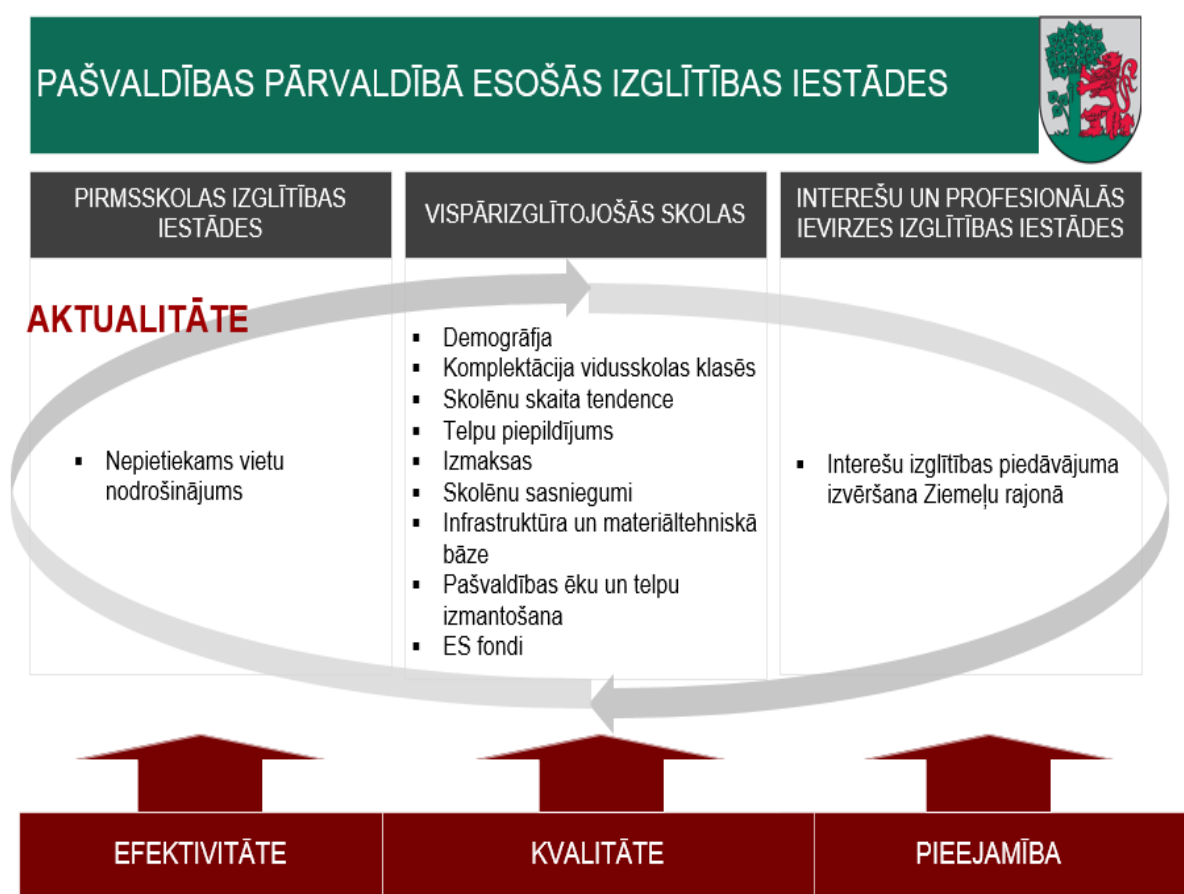 PAŠVALDĪBAS PĀRVALDĪBĀ ESOŠĀS IZGLĪTĪBAS IESTĀDES
PIRMSSKOLAS IZGLĪTĪBAS
IESTĀDES
VISPĀRIZGLĪTOJOŠĀS SKOLAS
INTEREŠU UN PROFESIONĀLĀS
IEVIRZES IZGLĪTĪBAS IESTĀDES
AKTUALITĀTE
▪ Nepietiekams vietu
nodrošinājums
▪ Demogrāfja
▪ Komplektācija vidusskolas klasēs
▪ Skolēnu skaita tendence
▪ Telpu piepildījums
▪ Izmaksas
▪ Skolēnu sasniegumi
▪ Infrastruktūra un materiāltehniskā
bāze
▪ Pašvaldības ēku un telpu
izmantošana
▪ ES fondi
▪ Interešu izglītības piedāvājuma
izvēršana Ziemeļu rajonā
EFEKTIVITĀTE
KVALITĀTE
PIEEJAMĪBA